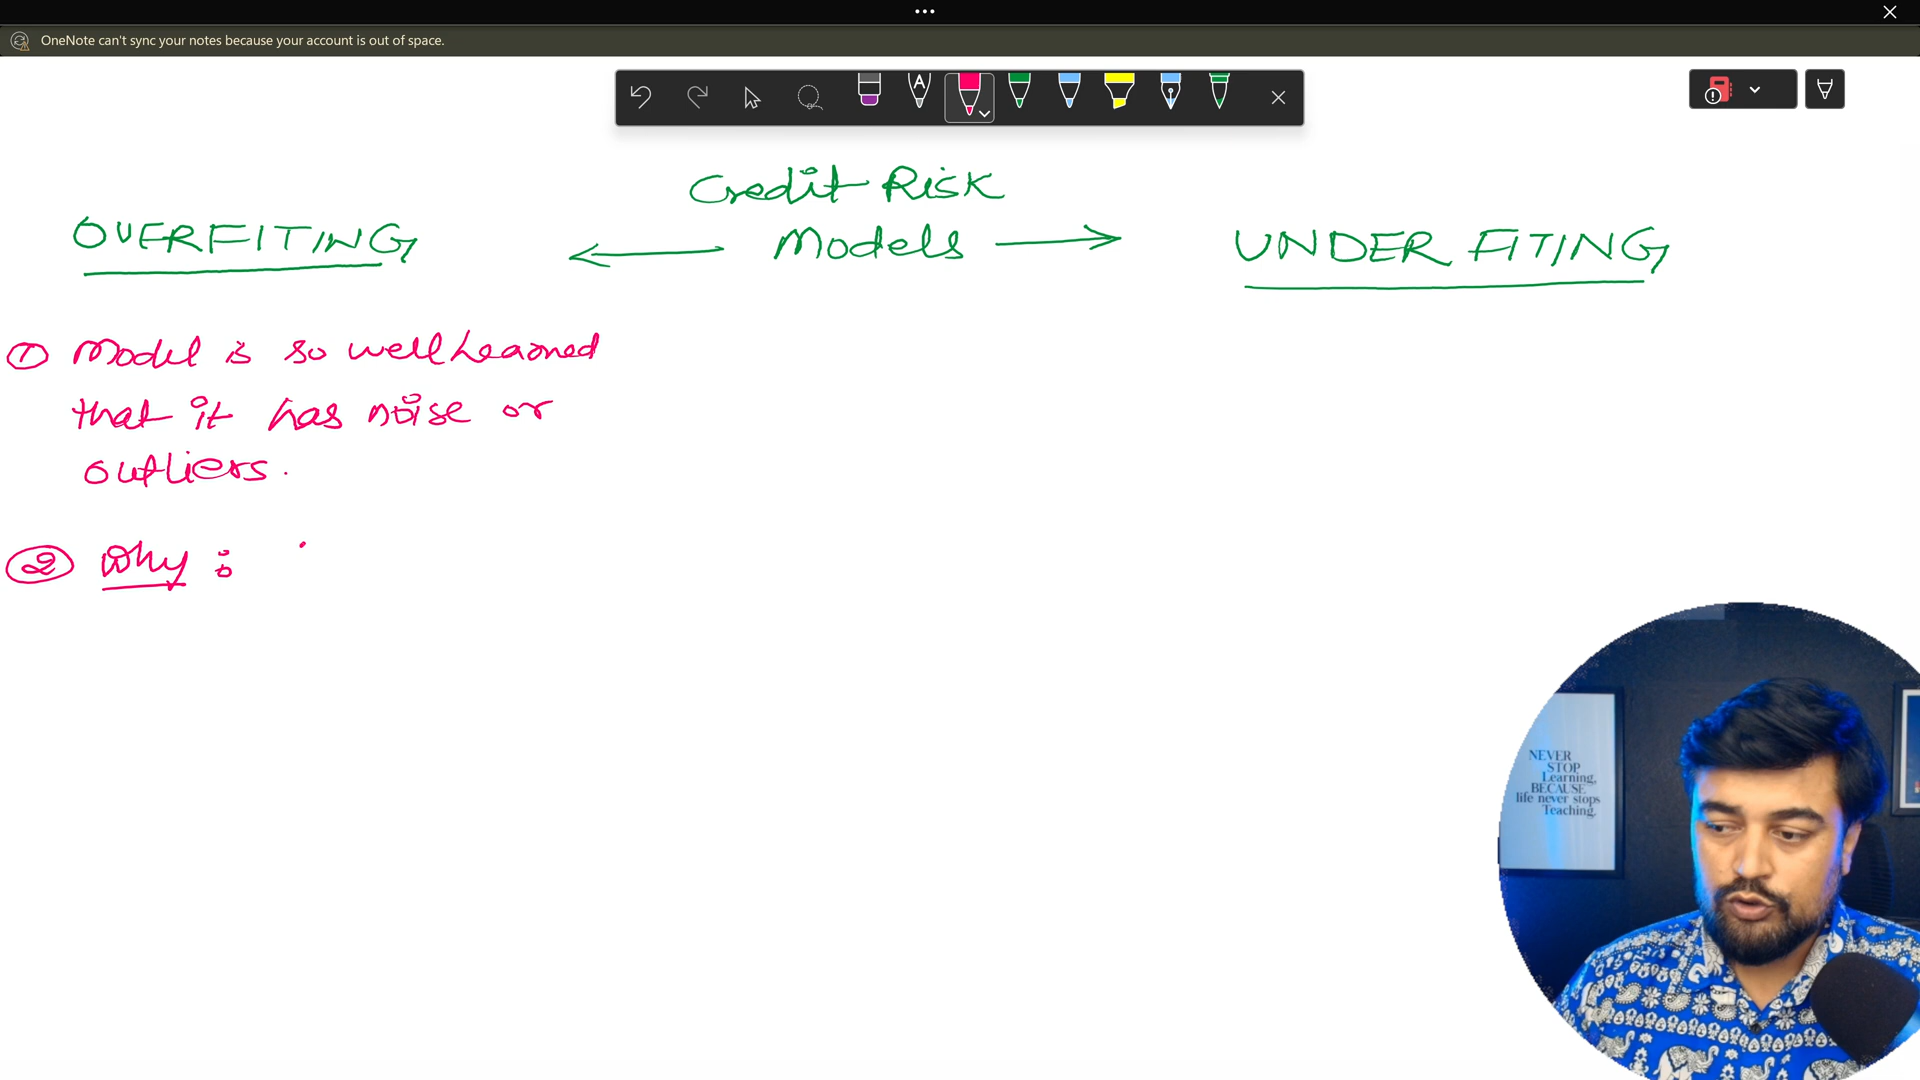 OneNote can't sync your notes because your account is out of space.
A
Credit Risk
OVERFITING
Models
UNDER FITING
① Model is so well Learned
that it has noise or
outliers.
② Why :
NEVER
STOP
Learning,
BECAUSE
life never stops
Teaching.